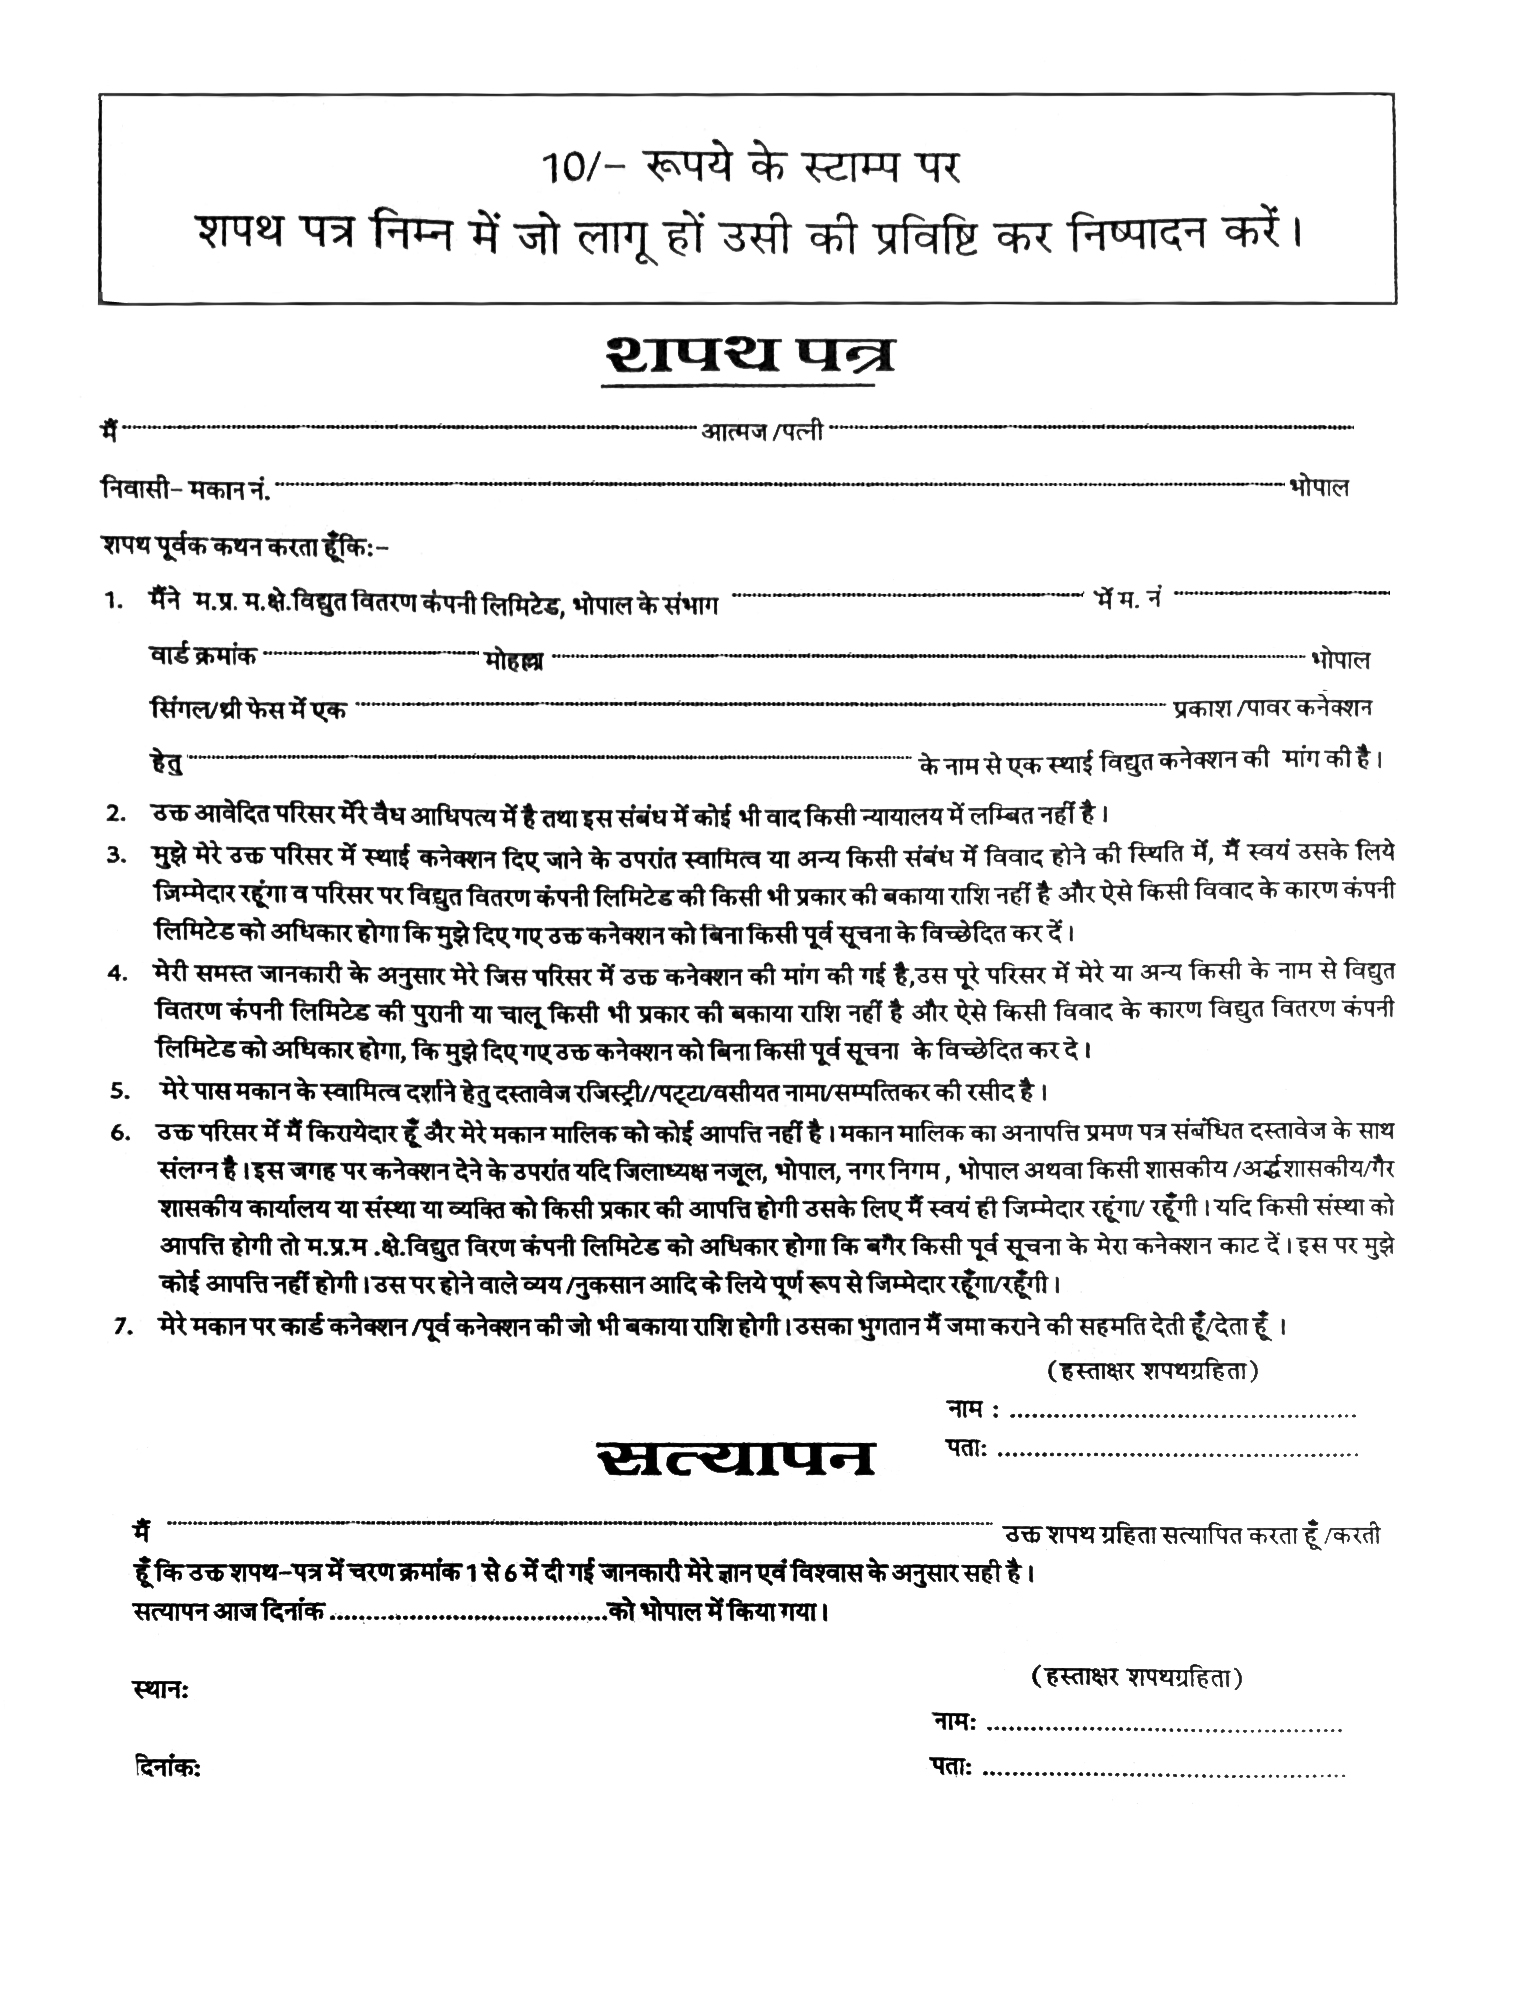 10/– रूपये के स्टाम्प पर
शपथ पत्र निम्न में जो लागू हों उसी की प्रविष्टि कर निष्पादन करें।
शपथ पत्र
मैं ........ आत्मज /पत्नी ........
निवासी– मकान नं. ........ भोपाल
शपथ पूर्वक कथन करता हूँकि:–
1. मैंने म.प्र. म.क्षे.विद्युत वितरण कंपनी लिमिटेड, भोपाल के संभाग ........ में म. नं ........
वार्ड क्रमांक ........ मोहल्ला ........ भोपाल
सिंगल/थ्री फेस में एक ........ प्रकाश /पावर कनेक्शन
हेतु ........ के नाम से एक स्थाई विद्युत कनेक्शन की मांग की है।
2. उक्त आवेदित परिसर मेरे वैध आधिपत्य में है तथा इस संबंध में कोई भी वाद किसी न्यायालय में लम्बित नहीं है।
3. मुझे मेरे उक्त परिसर में स्थाई कनेक्शन दिए जाने के उपरांत स्वामित्व या अन्य किसी संबंध में विवाद होने की स्थिति में, मैं स्वयं उसके लिये
ज़िम्मेदार रहूंगा व परिसर पर विद्युत वितरण कंपनी लिमिटेड की किसी भी प्रकार की बकाया राशि नहीं है और ऐसे किसी विवाद के कारण कंपनी
लिमिटेड को अधिकार होगा कि मुझे दिए गए उक्त कनेक्शन को बिना किसी पूर्व सूचना के विच्छेदित कर दें।
4. मेरी समस्त जानकारी के अनुसार मेरे जिस परिसर में उक्त कनेक्शन की मांग की गई है,उस पूरे परिसर में मेरे या अन्य किसी के नाम से विद्युत
वितरण कंपनी लिमिटेड की पुरानी या चालू किसी भी प्रकार की बकाया राशि नहीं है और ऐसे किसी विवाद के कारण विद्युत वितरण कंपनी
लिमिटेड को अधिकार होगा, कि मुझे दिए गए उक्त कनेक्शन को बिना किसी पूर्व सूचना के विच्छेदित कर दे।
5. मेरे पास मकान के स्वामित्व दर्शाने हेतु दस्तावेज रजिस्ट्री//पट्टा/वसीयत नामा/सम्पत्तिकर की रसीद है।
6. उक्त परिसर में मैं किरायेदार हूँ और मेरे मकान मालिक को कोई आपत्ति नहीं है। मकान मालिक का अनापत्ति प्रमण पत्र संबंधित दस्तावेज के साथ
संलग्न है। इस जगह पर कनेक्शन देने के उपरांत यदि जिलाध्यक्ष नजूल, भोपाल, नगर निगम , भोपाल अथवा किसी शासकीय /अर्द्धशासकीय/गैर
शासकीय कार्यालय या संस्था या व्यक्ति को किसी प्रकार की आपत्ति होगी उसके लिए मैं स्वयं ही जिम्मेदार रहूंगा/ रहूँगी। यदि किसी संस्था को
आपत्ति होगी तो म.प्र.म .क्षे.विद्युत विरण कंपनी लिमिटेड को अधिकार होगा कि बगैर किसी पूर्व सूचना के मेरा कनेक्शन काट दें। इस पर मुझे
कोई आपत्ति नहीं होगी। उस पर होने वाले व्यय /नुकसान आदि के लिये पूर्ण रूप से जिम्मेदार रहूँगा/रहूँगी।
7. मेरे मकान पर कार्ड कनेक्शन /पूर्व कनेक्शन की जो भी बकाया राशि होगी। उसका भुगतान मैं जमा कराने की सहमति देती हूँ/देता हूँ ।
(हस्ताक्षर शपथग्रहिता)
नाम : ........
पता: ........
सत्यापन
मैं ........ उक्त शपथ ग्रहिता सत्यापित करता हूँ /करती
हूँ कि उक्त शपथ–पत्र में चरण क्रमांक 1 से 6 में दी गई जानकारी मेरे ज्ञान एवं विश्वास के अनुसार सही है।
सत्यापन आज दिनांक ........ को भोपाल में किया गया।
(हस्ताक्षर शपथग्रहिता)
स्थान:
नाम: ........
दिनांक:
पता: ........